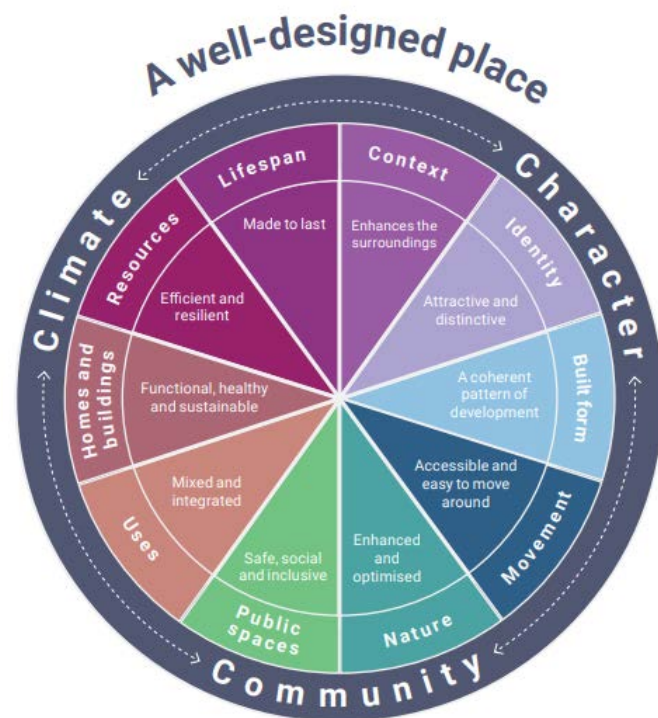 A well-designed place
Climate
Character
Community
Context
Enhances the
surroundings
Identity
Attractive and
distinctive
Built form
A coherent
pattern of
development
Movement
Accessible and
easy to move
around
Nature
Enhanced
and
optimised
Public
spaces
Safe, social
and inclusive
Uses
Mixed and
integrated
Homes and
buildings
Functional, healthy
and sustainable
Resources
Efficient and
resilient
Lifespan
Made to last